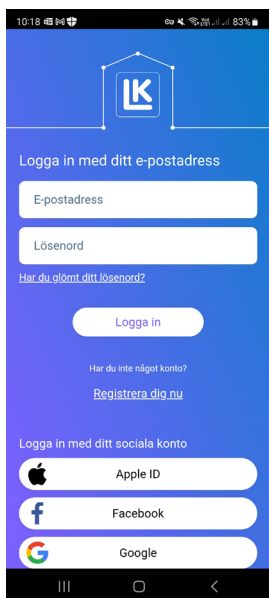 10:18 83%
LK
Logga in med ditt e-postadress
E-postadress
Lösenord
Har du glömt ditt lösenord?
Logga in
Har du inte något konto?
Registrera dig nu
Logga in med ditt sociala konto
Apple ID
Facebook
Google